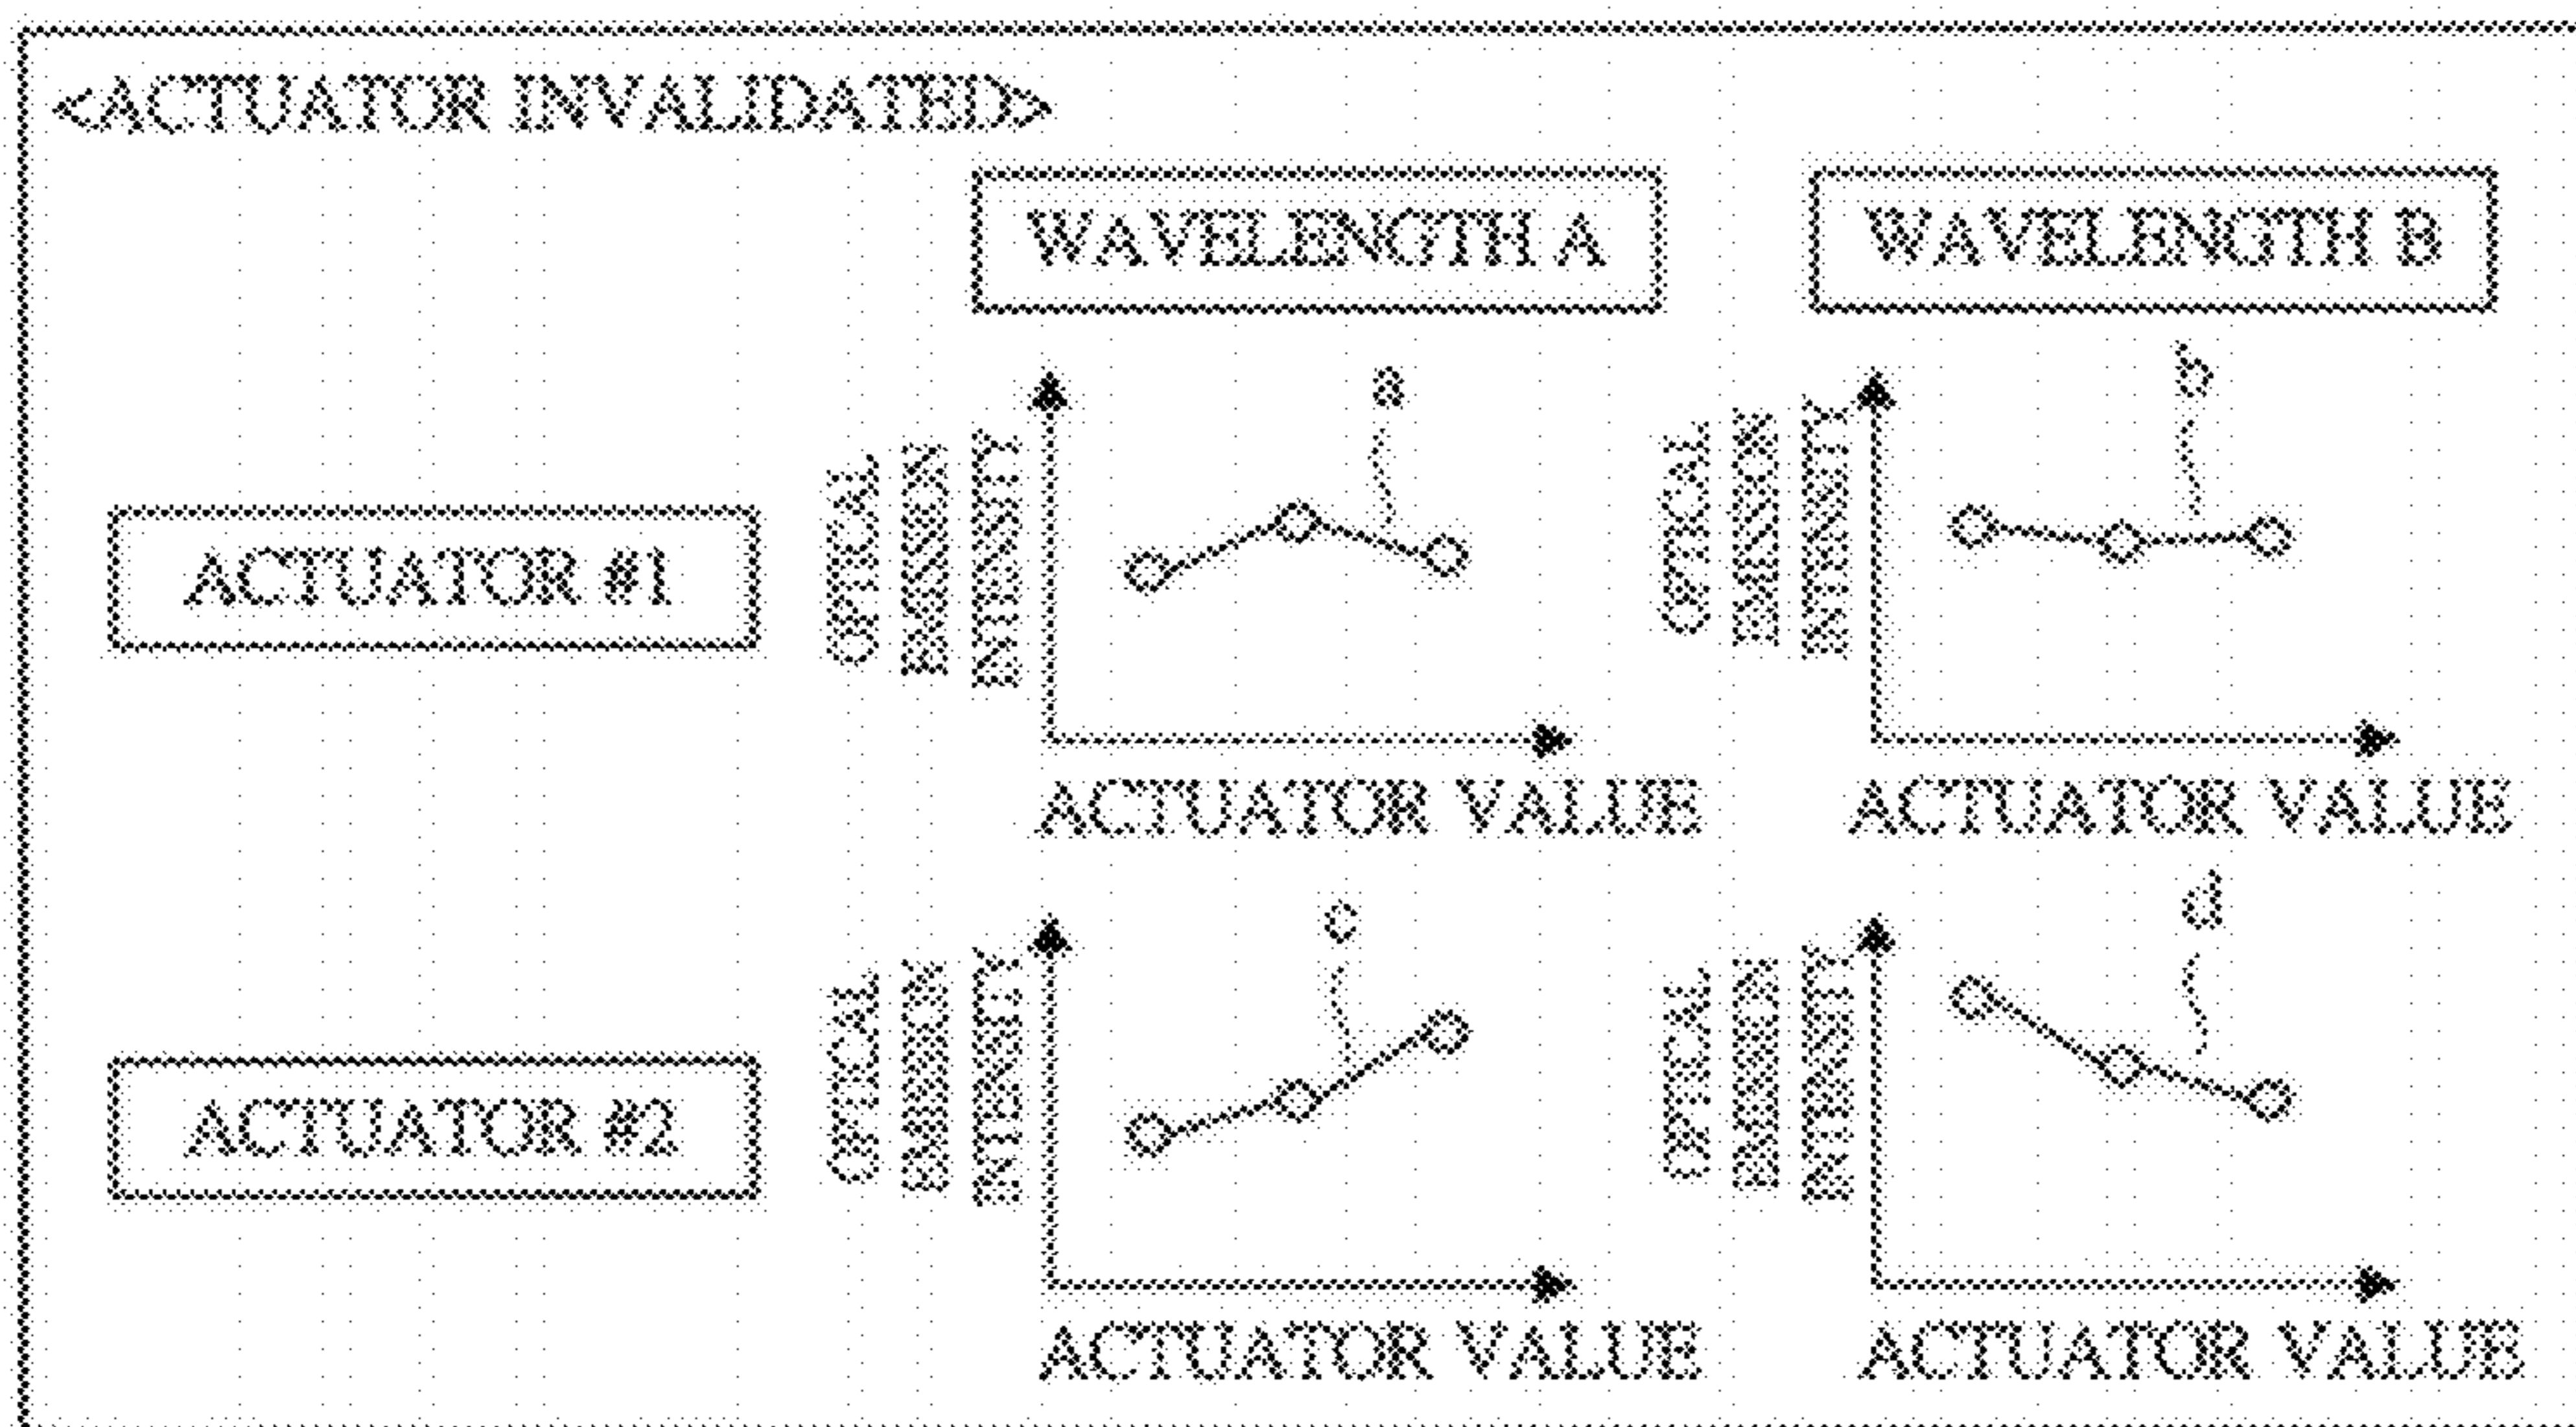 <ACTUATOR INVALIDATED>
WAVELENGTH A
WAVELENGTH B
ACTUATOR #1
OPTICAL
EMISSION
INTENSITY
a
ACTUATOR VALUE
OPTICAL
EMISSION
INTENSITY
b
ACTUATOR VALUE
ACTUATOR #2
OPTICAL
EMISSION
INTENSITY
c
ACTUATOR VALUE
OPTICAL
EMISSION
INTENSITY
d
ACTUATOR VALUE